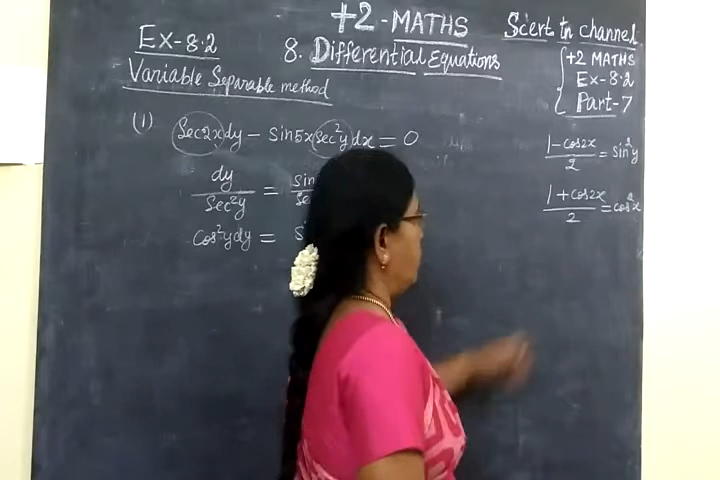 +2 - MATHS
Sciert tn channel
Ex - 8.2
8. Differential Equations
Variable Separable method
+2 MATHS
Ex - 8.2
Part - 7
(1) Sec2x dy - sin5x sec²y dx = 0
dy/Sec²y = sin
cos²y dy = s
1-cos2x/2 = sin²y
1+cos2x/2 = cos²x